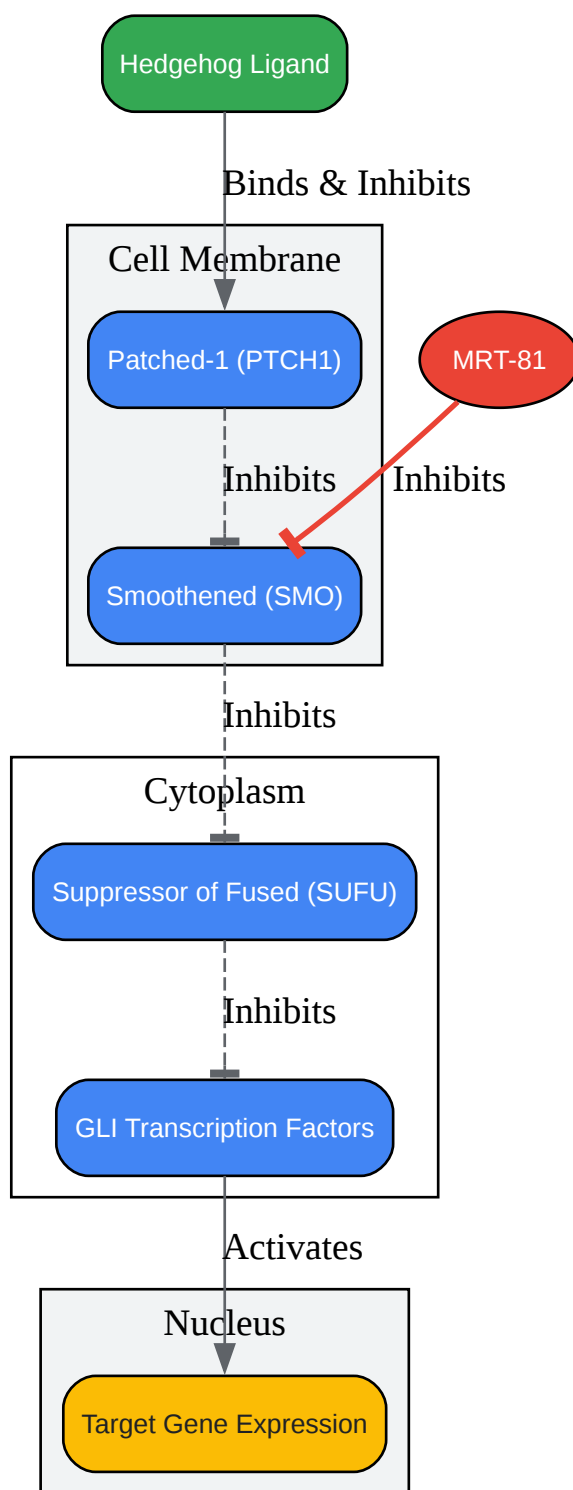 Hedgehog Ligand
Binds & Inhibits
Cell Membrane
Patched-1 (PTCH1)
MRT-81
Inhibits
Inhibits
Smoothened (SMO)
Inhibits
Cytoplasm
Suppressor of Fused (SUFU)
Inhibits
GLI Transcription Factors
Activates
Nucleus
Target Gene Expression